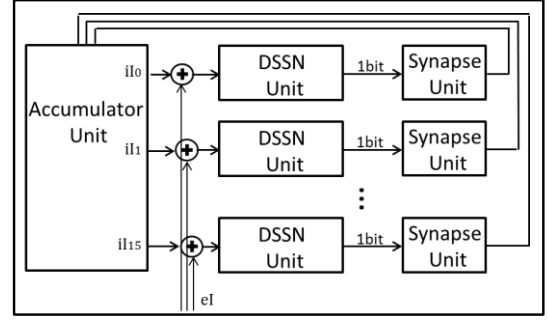 iI0
DSSN
Unit
1bit
Synapse
Unit
Accumulator
Unit
iI1
DSSN
Unit
1bit
Synapse
Unit
⋮
iI15
DSSN
Unit
1bit
Synapse
Unit
eI